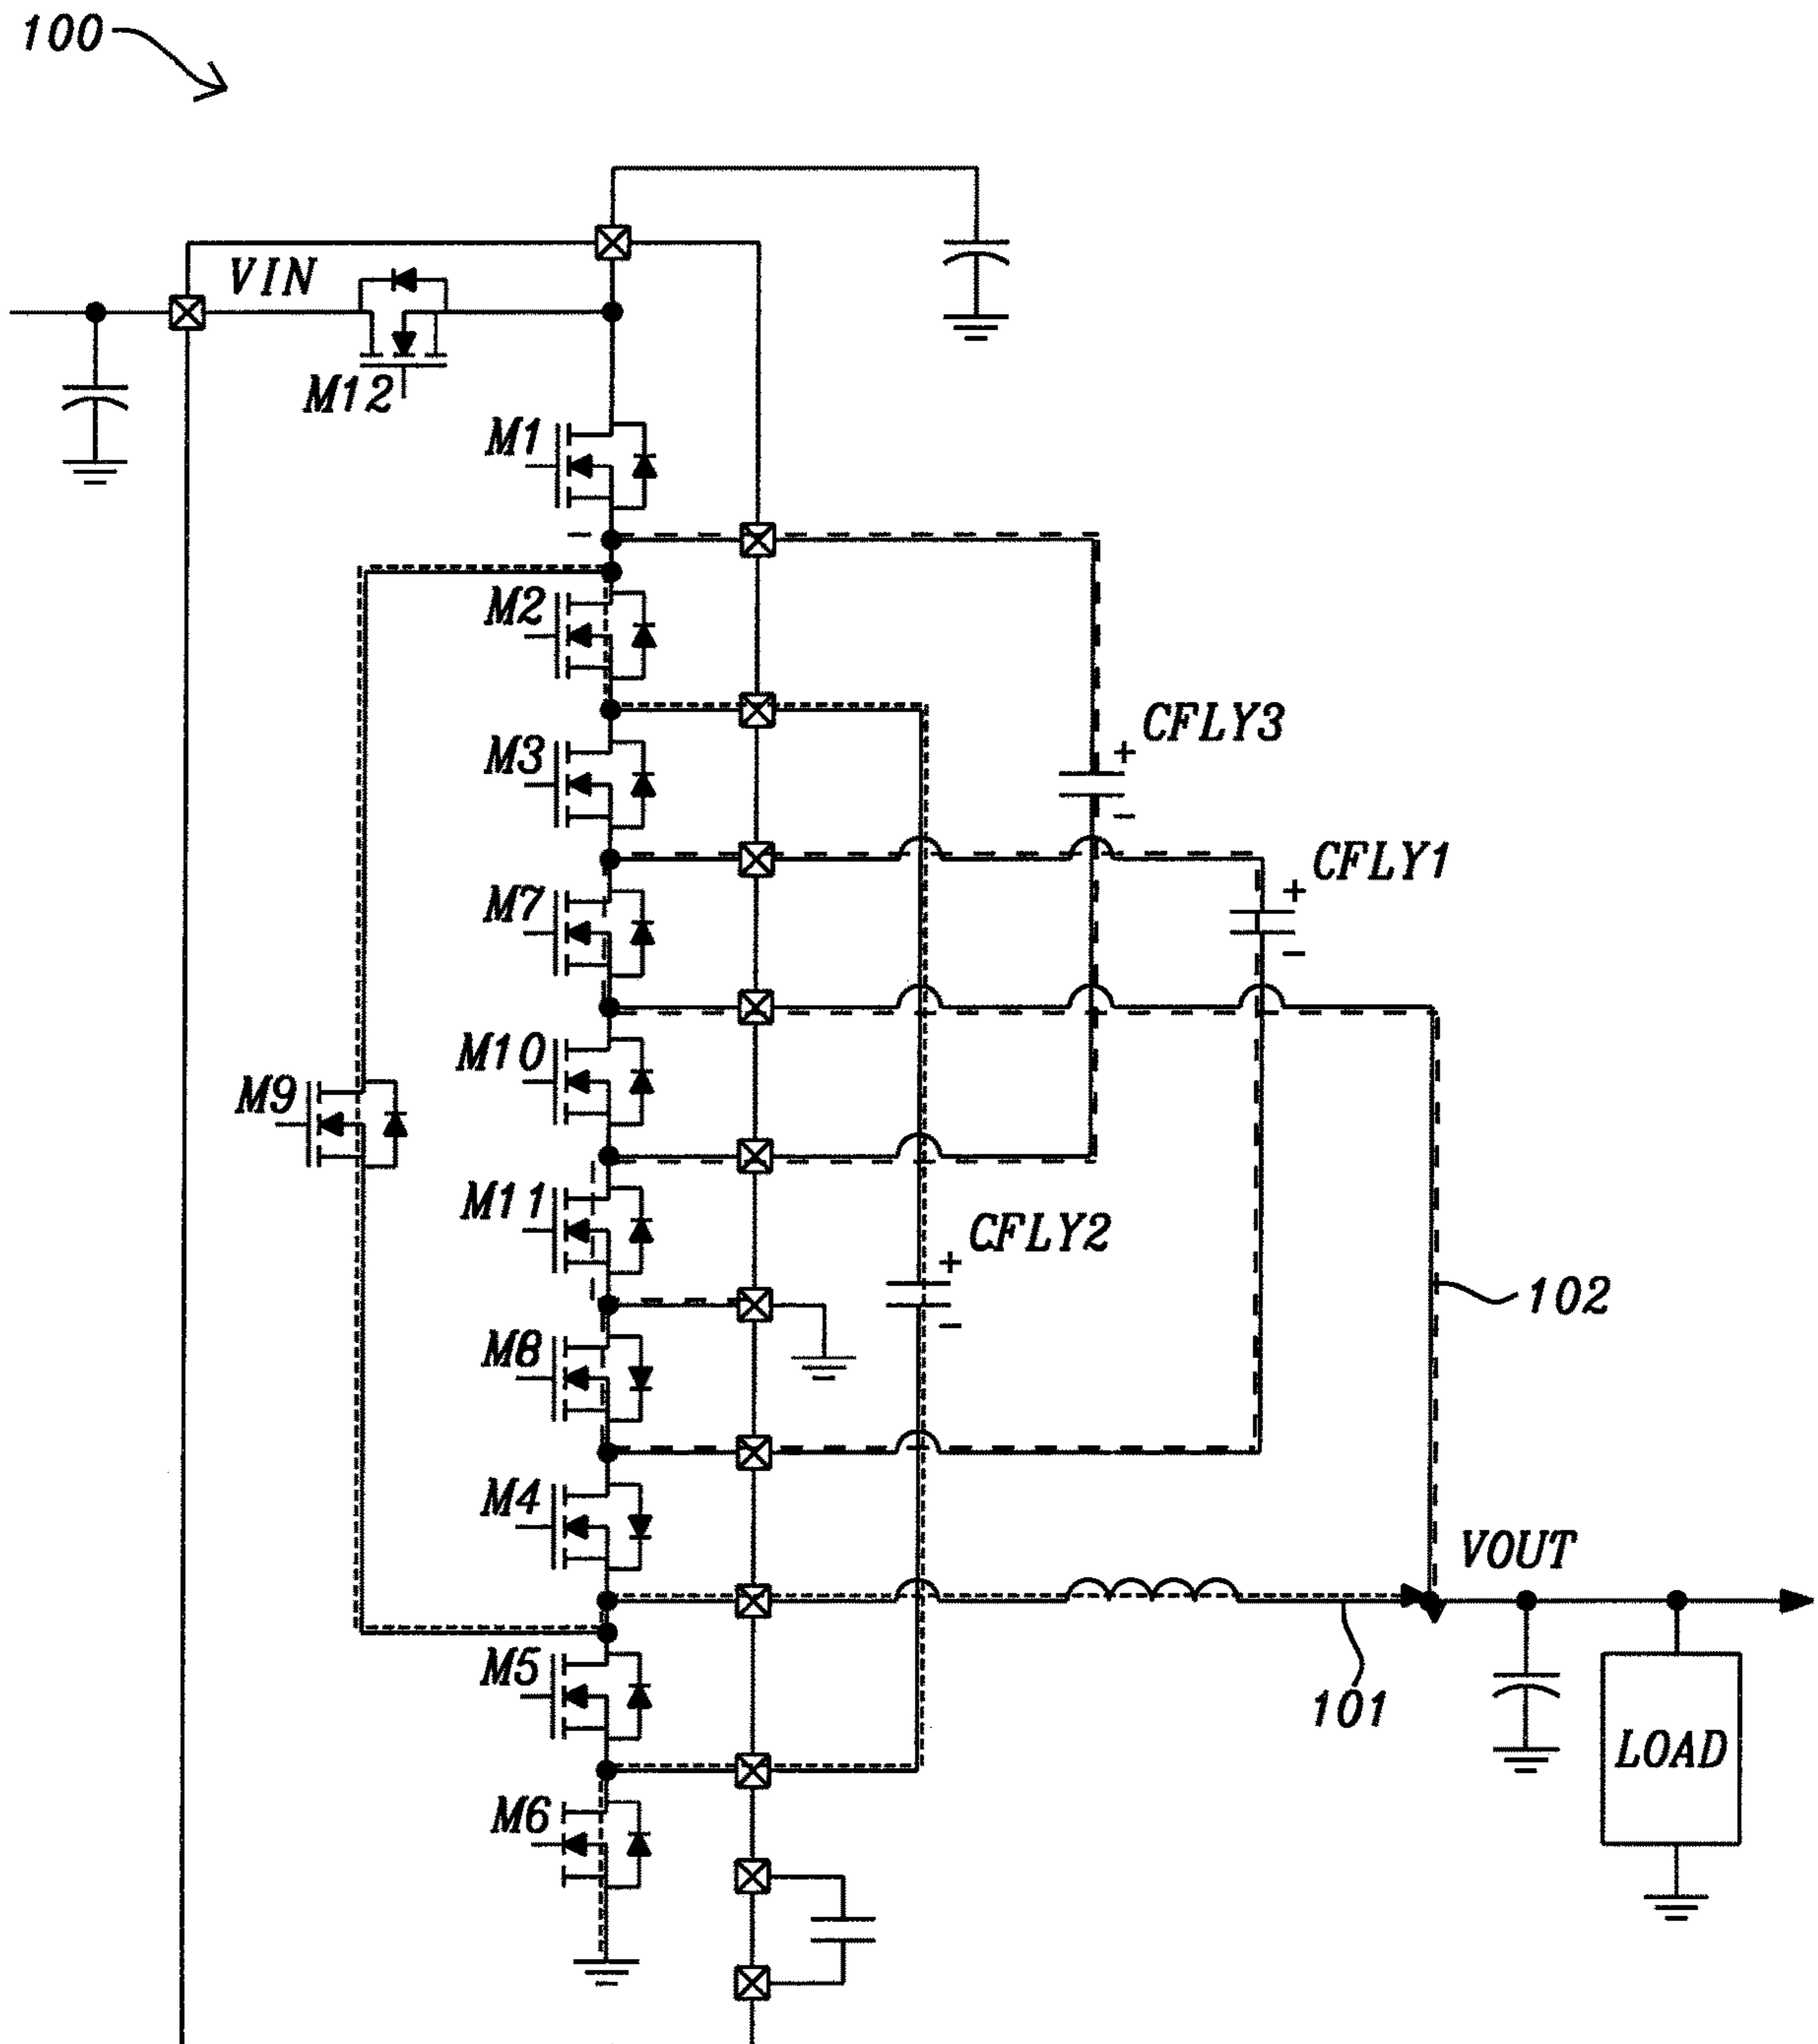 100
VIN
M12
M1
M2
CFLY3
+
-
M3
CFLY1
+
-
M7
M10
M9
M11
CFLY2
+
-
102
M8
M4
VOUT
M5
101
LOAD
M6